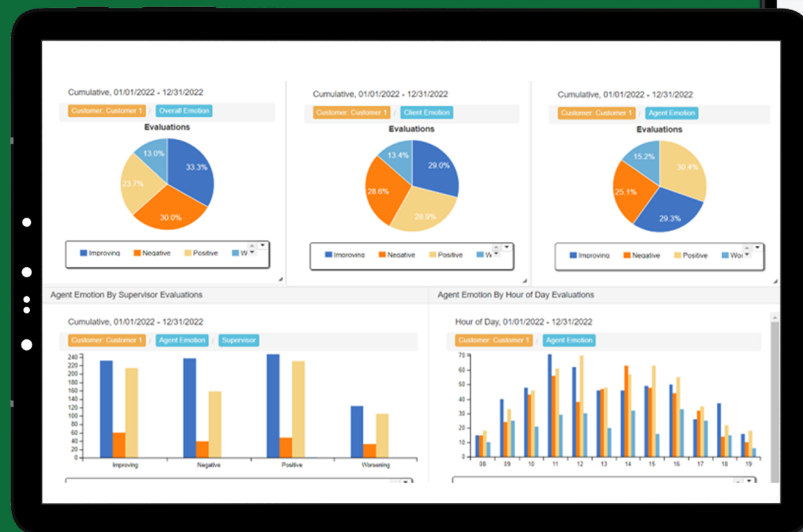 Cumulative, 01/01/2022 - 12/31/2022
Customer: Customer 1 / Overall Emotion
Evaluations
13.0%
33.3%
23.7%
30.0%
Improving Negative Positive W
Cumulative, 01/01/2022 - 12/31/2022
Customer: Customer 1 / Client Emotion
Evaluations
13.4%
29.0%
28.6%
Improving Negative Positive W
Cumulative, 01/01/2022 - 12/31/2022
Customer: Customer 1 / Agent Emotion
Evaluations
15.2%
30.4%
25.1%
29.3%
Improving Negative Positive Wor
Agent Emotion By Supervisor Evaluations
Cumulative, 01/01/2022 - 12/31/2022
Customer: Customer 1 / Agent Emotion / Supervisor
240
220
200
180
160
140
120
100
80
60
40
20
0
Improving Negative Positive Worsening
Agent Emotion By Hour of Day Evaluations
Hour of Day, 01/01/2022 - 12/31/2022
Customer: Customer 1 / Agent Emotion
70
60
50
40
30
20
10
0
08 09 10 11 12 13 14 15 16 17 18 19